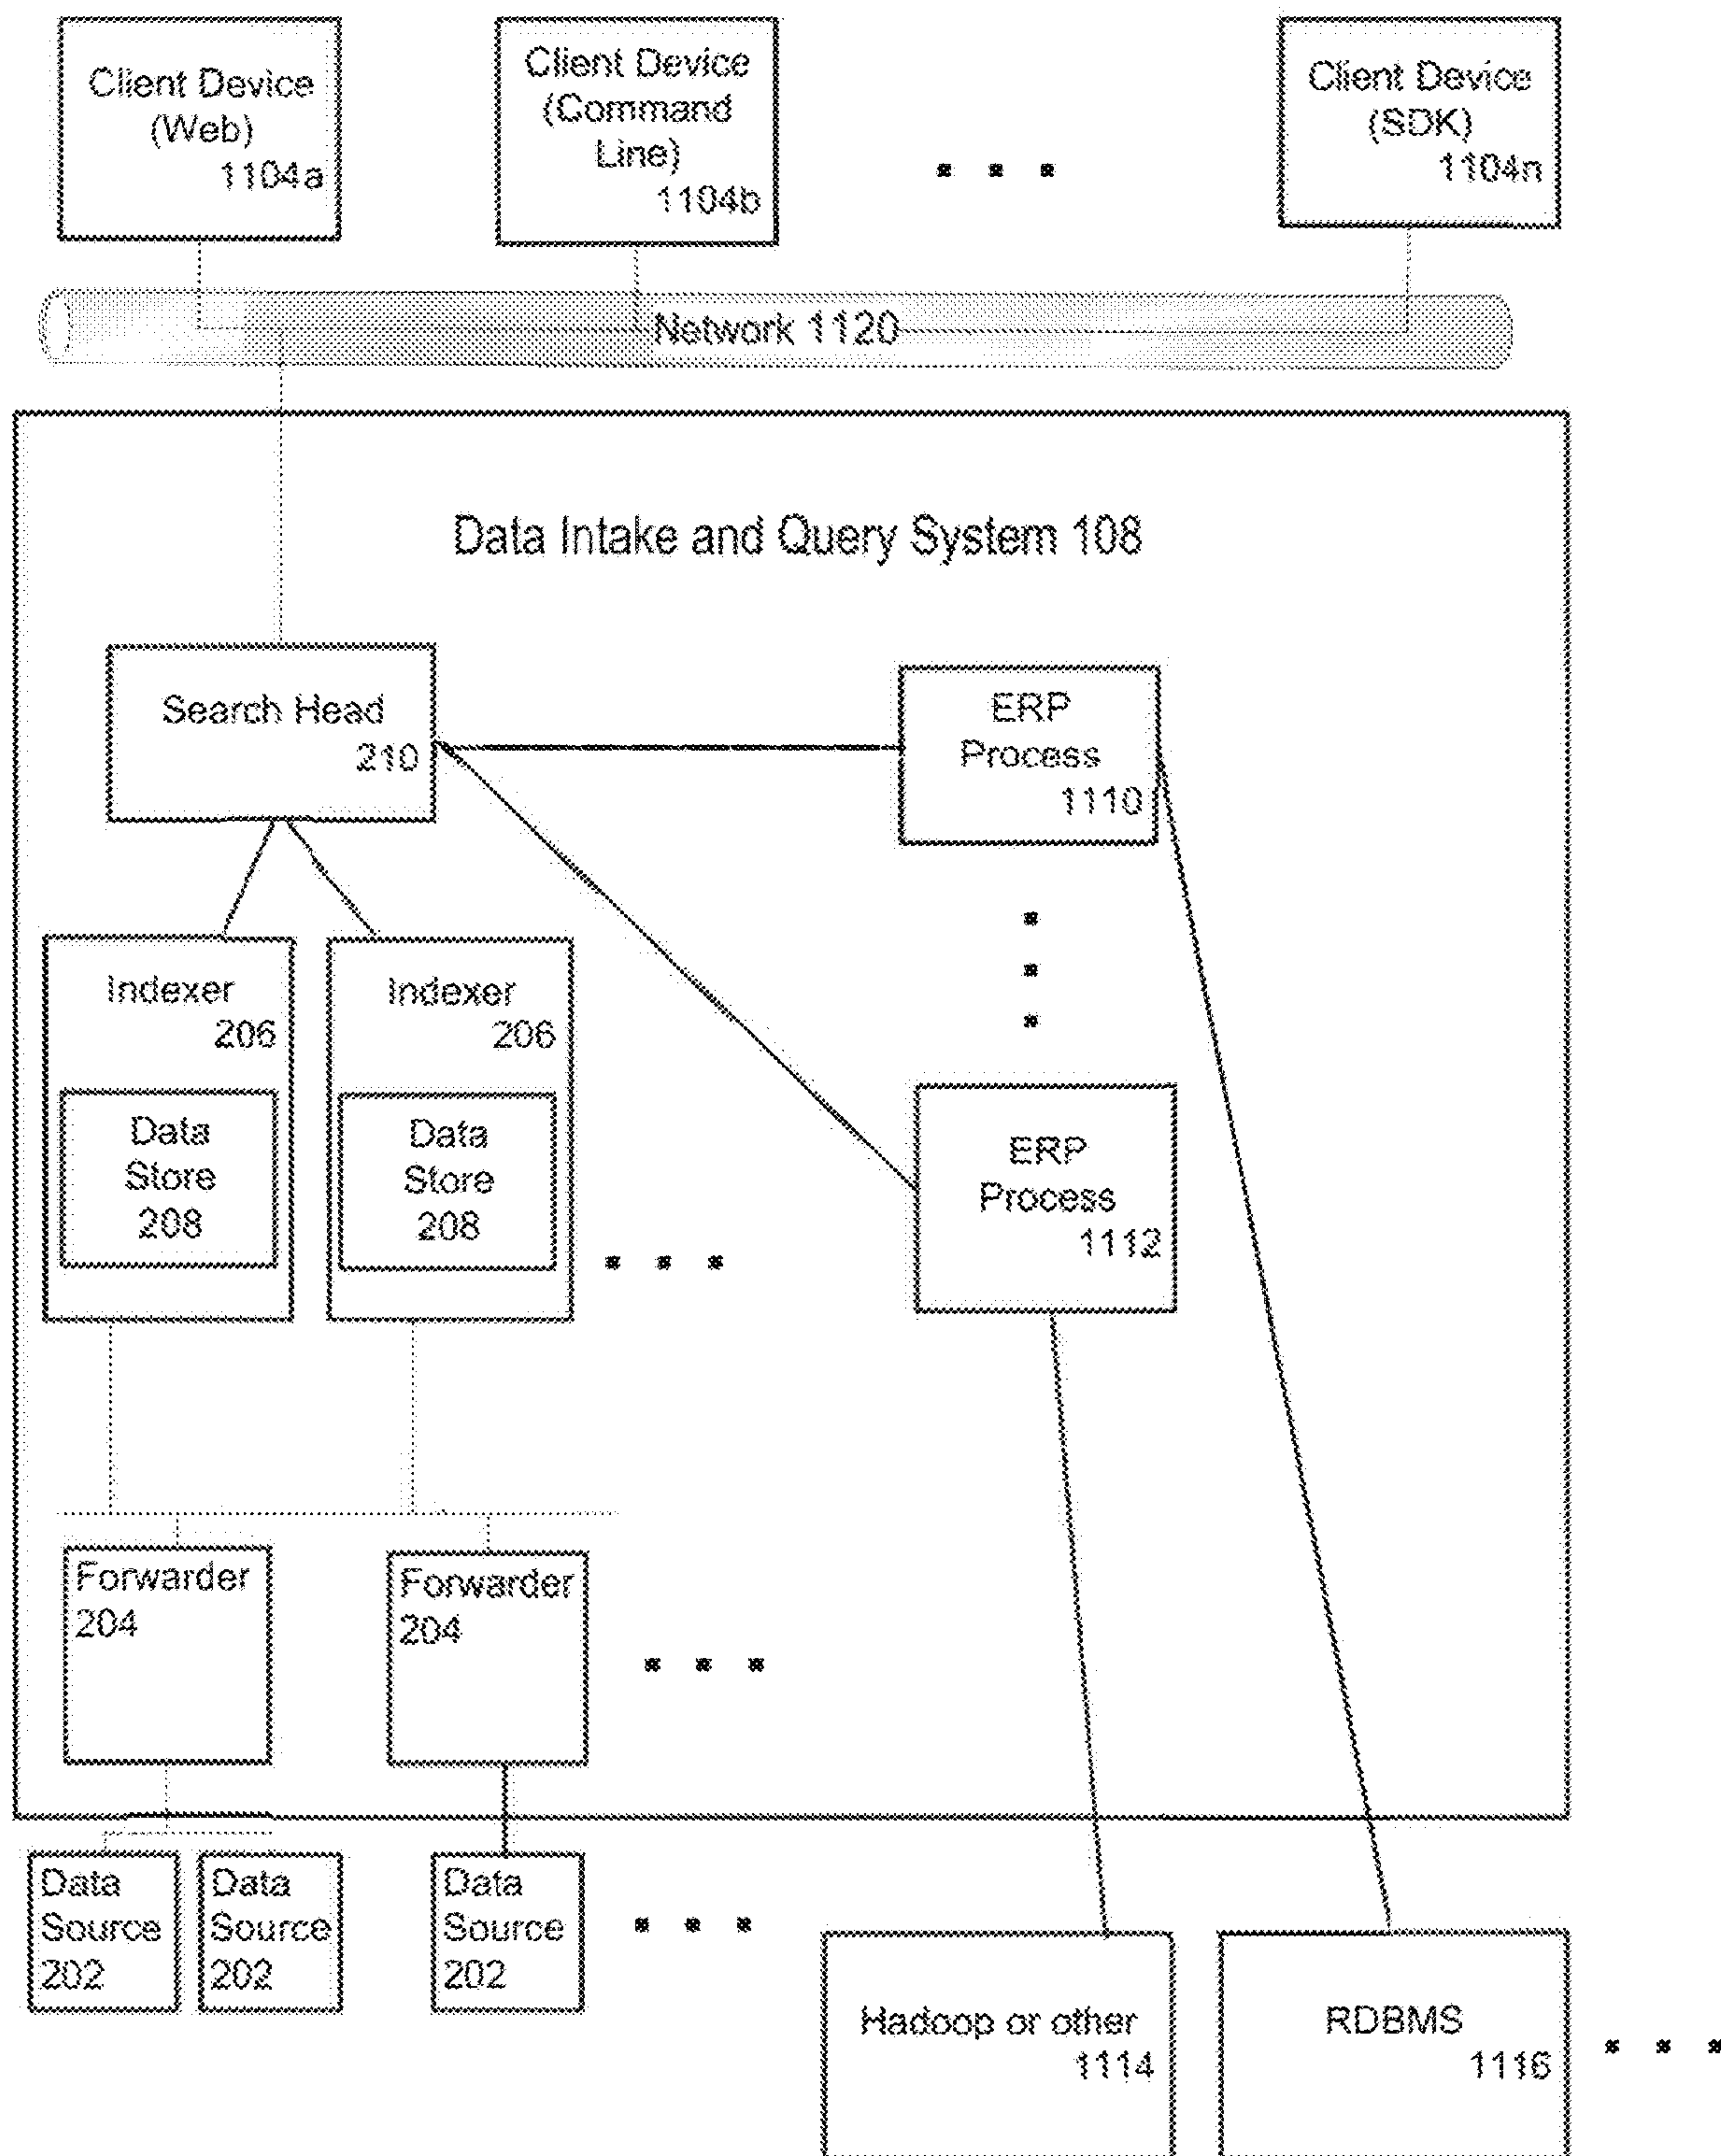 Client Device
(Web)
1104a
Client Device
(Command
Line)
1104b
Client Device
(SDK)
1104n
Network 1120
Data Intake and Query System 108
Search Head
210
ERP
Process
1110
Indexer
206
Data
Store
208
Indexer
206
Data
Store
208
ERP
Process
1112
Forwarder
204
Forwarder
204
Data
Source
202
Data
Source
202
Data
Source
202
Hadoop or other
1114
RDBMS
1116